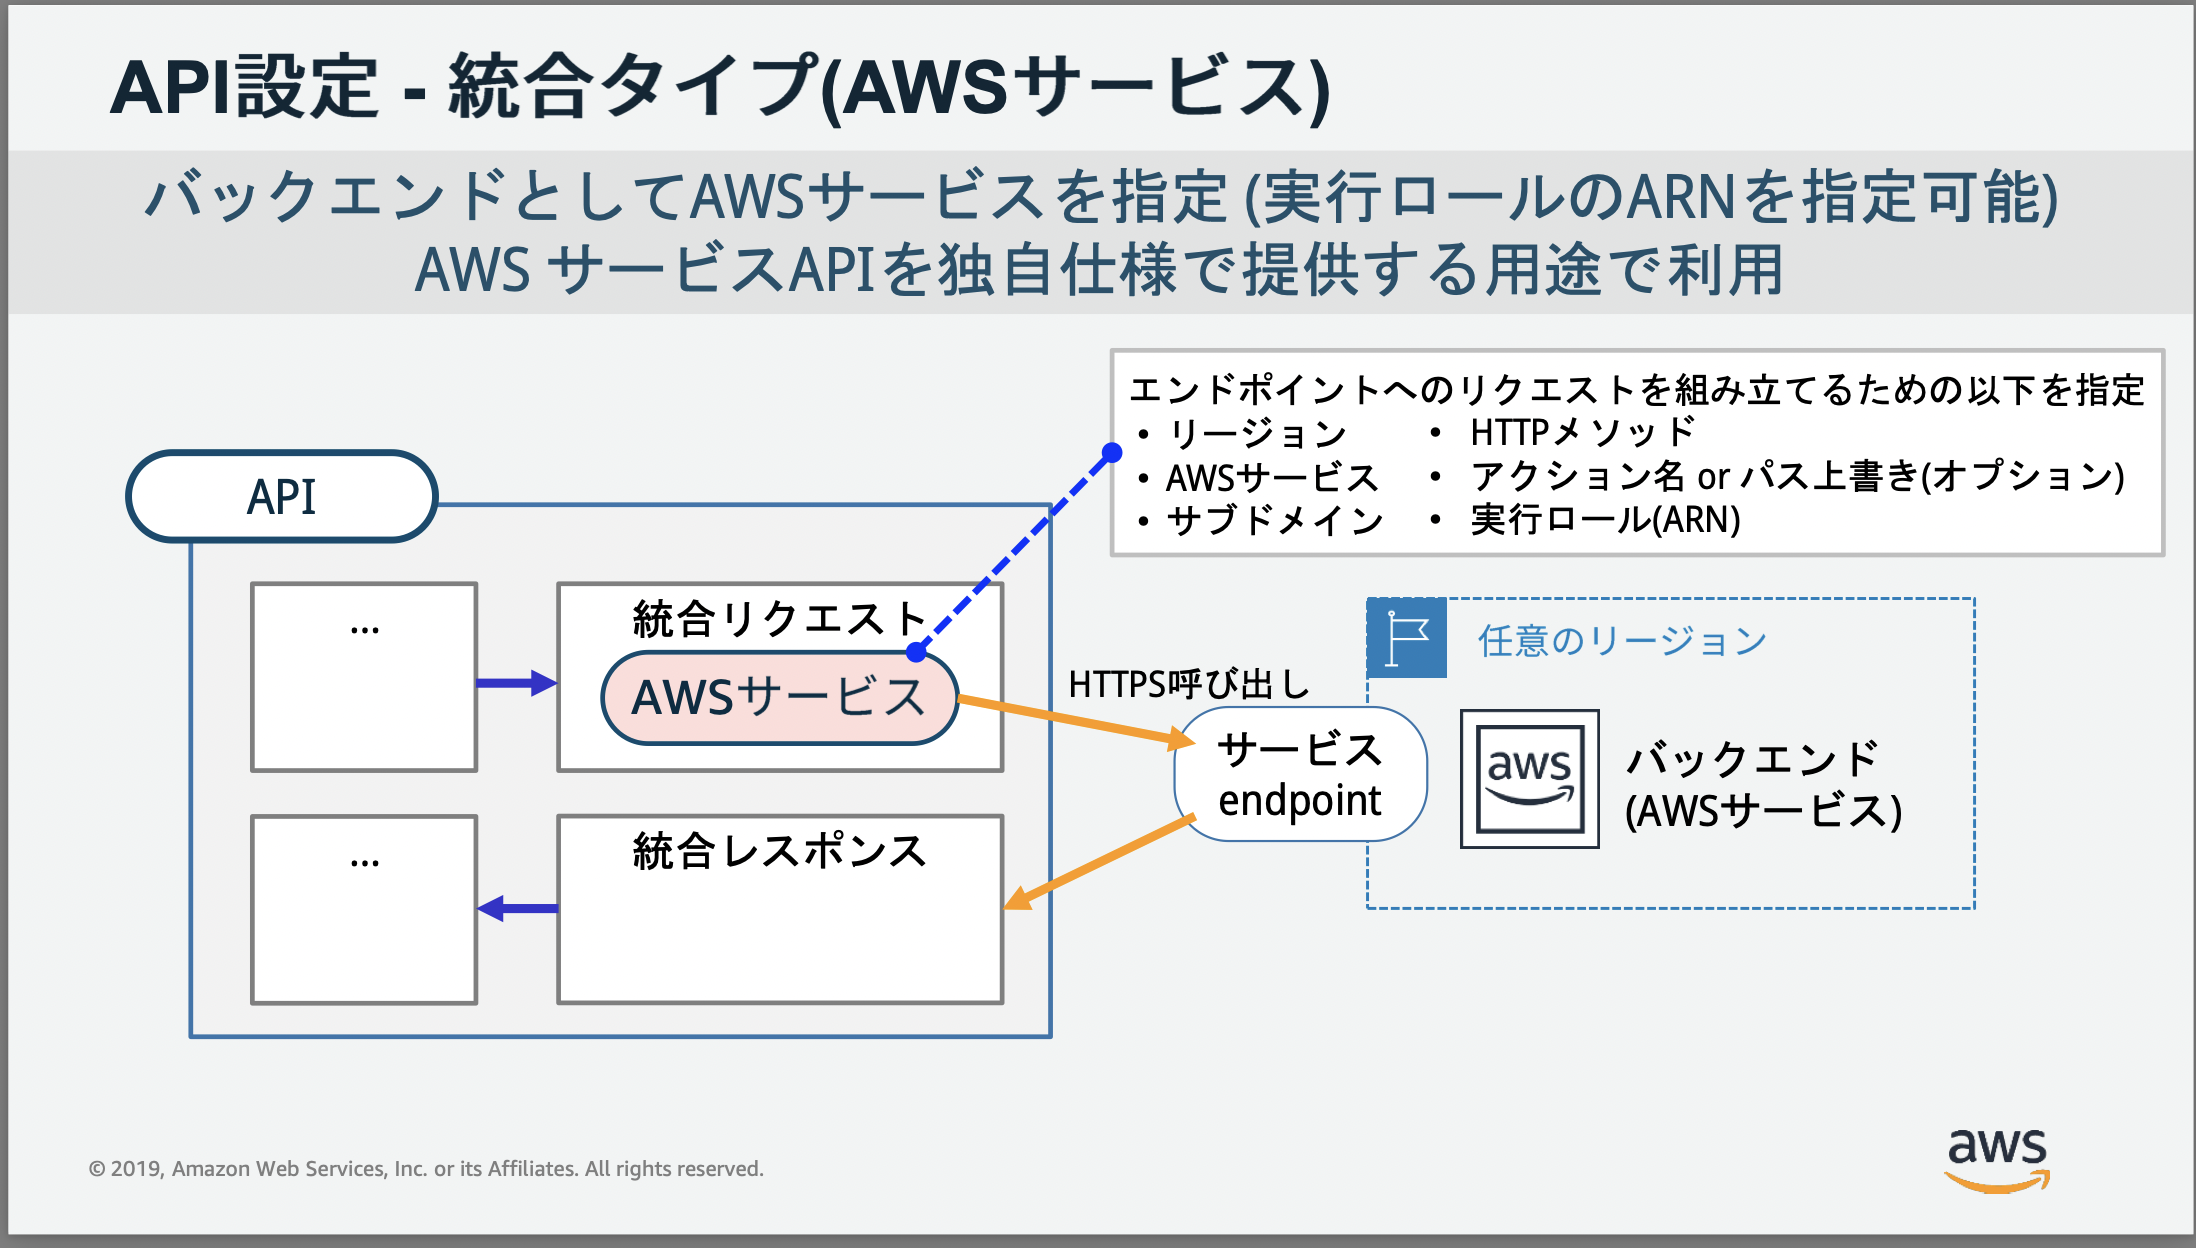 API設定 - 統合タイプ(AWSサービス)
バックエンドとしてAWSサービスを指定 (実行ロールのARNを指定可能)
AWS サービスAPIを独自仕様で提供する用途で利用
エンドポイントへのリクエストを組み立てるための以下を指定
• リージョン
• AWSサービス
• サブドメイン
• HTTPメソッド
• アクション名 or パス上書き(オプション)
• 実行ロール(ARN)
API
...
統合リクエスト
AWSサービス
HTTPS呼び出し
サービス
endpoint
任意のリージョン
aws
バックエンド
(AWSサービス)
...
統合レスポンス
© 2019, Amazon Web Services, Inc. or its Affiliates. All rights reserved.
aws